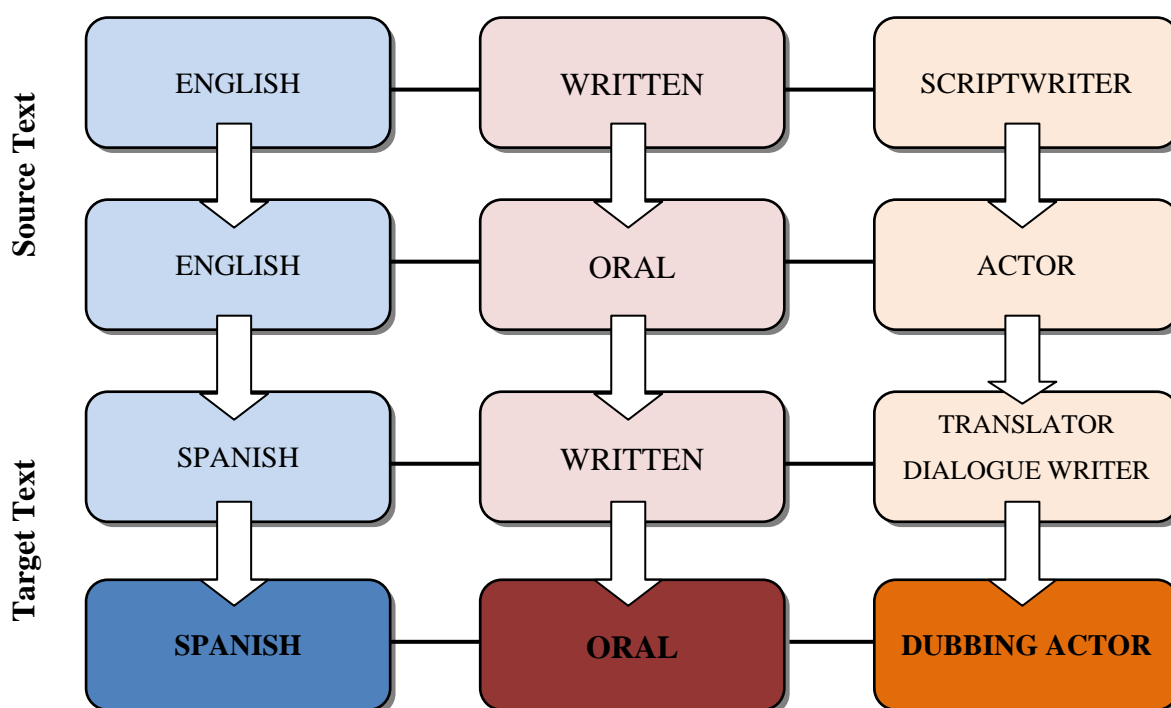 Source Text
ENGLISH
WRITTEN
SCRIPTWRITER
ENGLISH
ORAL
ACTOR
Target Text
SPANISH
WRITTEN
TRANSLATOR
DIALOGUE WRITER
SPANISH
ORAL
DUBBING ACTOR